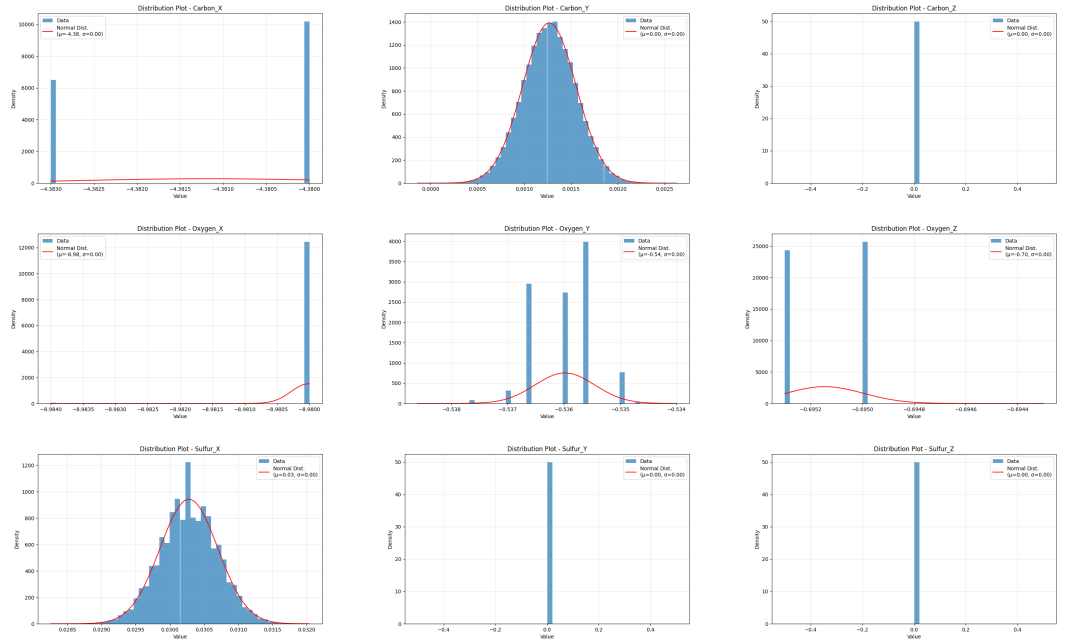 Distribution Plot - Carbon_X
Data
Normal Dist.
(μ=-4.38, σ=0.00)
10000
8000
6000
4000
2000
0
Density
−4.3830
−4.3825
−4.3820
−4.3815
−4.3810
−4.3805
−4.3800
Value
Distribution Plot - Carbon_Y
Data
Normal Dist.
(μ=0.00, σ=0.00)
1400
1200
1000
800
600
400
200
0
Density
0.0000
0.0005
0.0010
0.0015
0.0020
0.0025
Value
Distribution Plot - Carbon_Z
Data
Normal Dist.
(μ=0.00, σ=0.00)
50
40
30
20
10
0
Density
−0.4
−0.2
0.0
0.2
0.4
Value
Distribution Plot - Oxygen_X
Data
Normal Dist.
(μ=-8.98, σ=0.00)
12000
10000
8000
6000
4000
2000
0
Density
−8.9840
−8.9835
−8.9830
−8.9825
−8.9820
−8.9815
−8.9810
−8.9805
−8.9800
Value
Distribution Plot - Oxygen_Y
Data
Normal Dist.
(μ=-0.54, σ=0.00)
4000
3500
3000
2500
2000
1500
1000
500
0
Density
−0.538
−0.537
−0.536
−0.535
−0.534
Value
Distribution Plot - Oxygen_Z
Data
Normal Dist.
(μ=-0.70, σ=0.00)
25000
20000
15000
10000
5000
0
Density
−0.6952
−0.6950
−0.6948
−0.6946
−0.6944
Value
Distribution Plot - Sulfur_X
Data
Normal Dist.
(μ=0.03, σ=0.00)
1200
1000
800
600
400
200
0
Density
0.0285
0.0290
0.0295
0.0300
0.0305
0.0310
0.0315
0.0320
Value
Distribution Plot - Sulfur_Y
Data
Normal Dist.
(μ=0.00, σ=0.00)
50
40
30
20
10
0
Density
−0.4
−0.2
0.0
0.2
0.4
Value
Distribution Plot - Sulfur_Z
Data
Normal Dist.
(μ=0.00, σ=0.00)
50
40
30
20
10
0
Density
−0.4
−0.2
0.0
0.2
0.4
Value